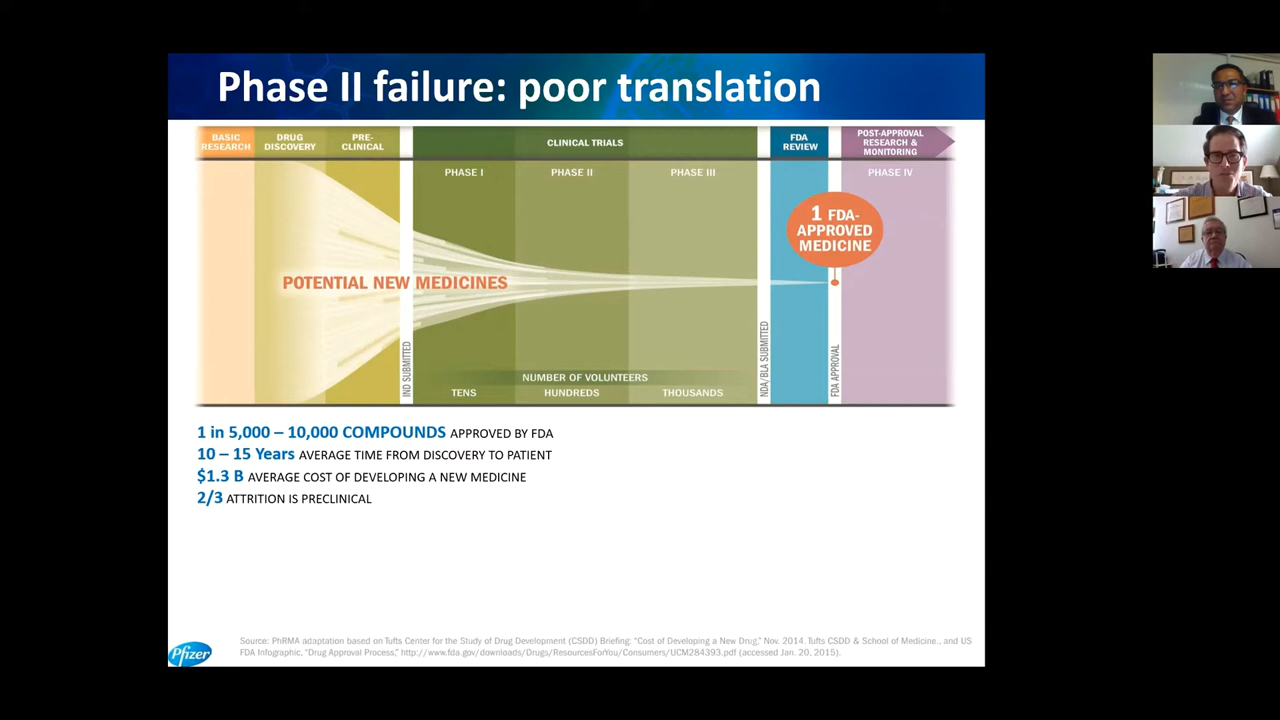 Phase II failure: poor translation
BASIC
RESEARCH
DRUG
DISCOVERY
PRE-
CLINICAL
CLINICAL TRIALS
FDA
REVIEW
POST-APPROVAL
RESEARCH &
MONITORING
PHASE I
PHASE II
PHASE III
PHASE IV
1 FDA-
APPROVED
MEDICINE
POTENTIAL NEW MEDICINES
IND SUBMITTED
NDA/BLA SUBMITTED
FDA APPROVAL
NUMBER OF VOLUNTEERS
TENS
HUNDREDS
THOUSANDS
1 in 5,000 – 10,000 COMPOUNDS APPROVED BY FDA
10 – 15 Years AVERAGE TIME FROM DISCOVERY TO PATIENT
$1.3 B AVERAGE COST OF DEVELOPING A NEW MEDICINE
2/3 ATTRITION IS PRECLINICAL
Source: PhRMA adaptation based on Tufts Center for the Study of Drug Development (CSDD) Briefing: “Cost of Developing a New Drug,” Nov. 2014. Tufts CSDD & School of Medicine., and US
FDA Infographic, “Drug Approval Process,” http://www.fda.gov/downloads/Drugs/ResourcesForYou/Consumers/UCM284393.pdf (accessed Jan. 20, 2015).
Pfizer